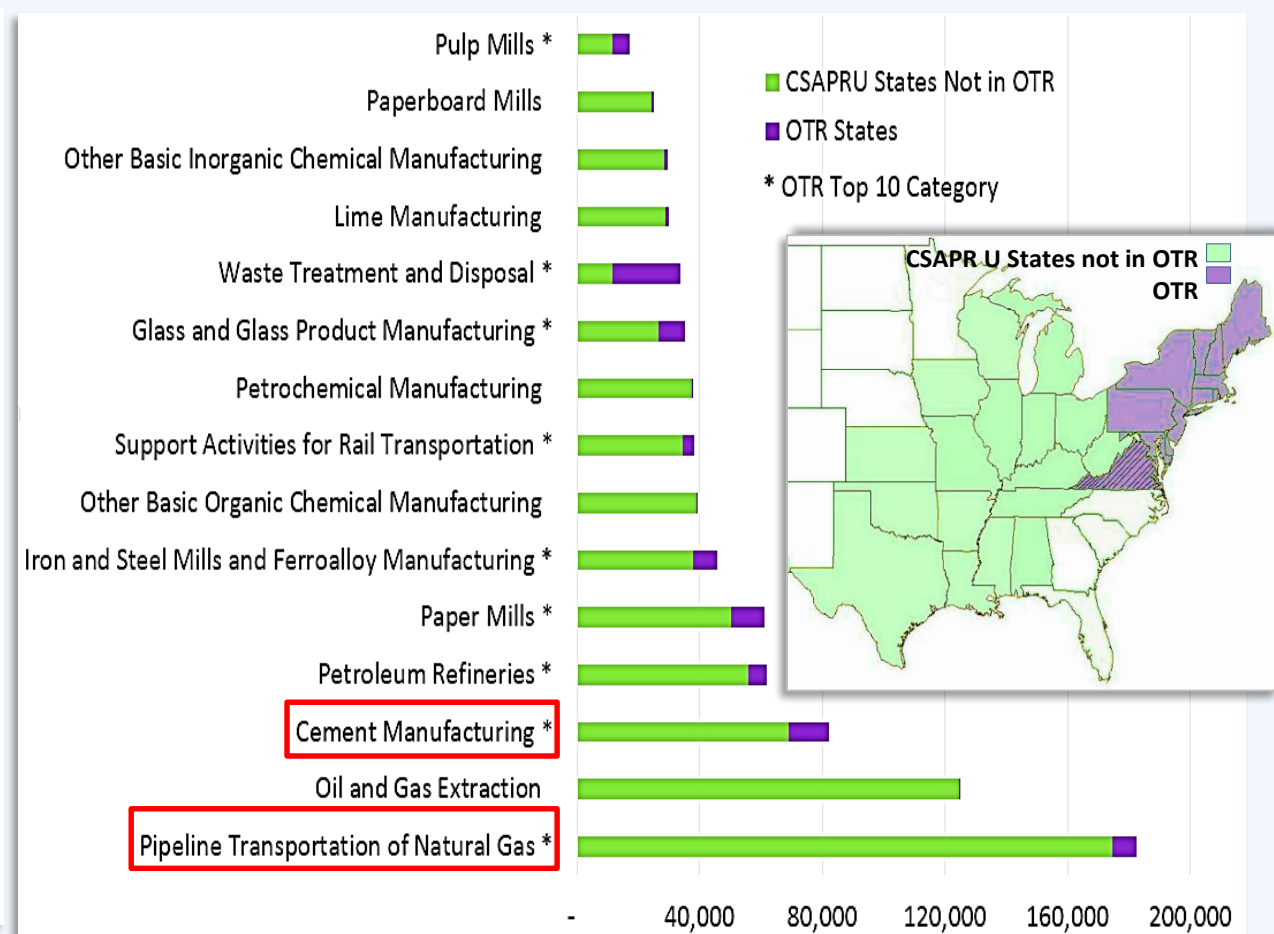 Pulp Mills *
Paperboard Mills
Other Basic Inorganic Chemical Manufacturing
Lime Manufacturing
Waste Treatment and Disposal *
Glass and Glass Product Manufacturing *
Petrochemical Manufacturing
Support Activities for Rail Transportation *
Other Basic Organic Chemical Manufacturing
Iron and Steel Mills and Ferroalloy Manufacturing *
Paper Mills *
Petroleum Refineries *
Cement Manufacturing *
Oil and Gas Extraction
Pipeline Transportation of Natural Gas *
- 40,000 80,000 120,000 160,000 200,000
CSAPRU States Not in OTR
OTR States
* OTR Top 10 Category
CSAPR U States not in OTR
OTR